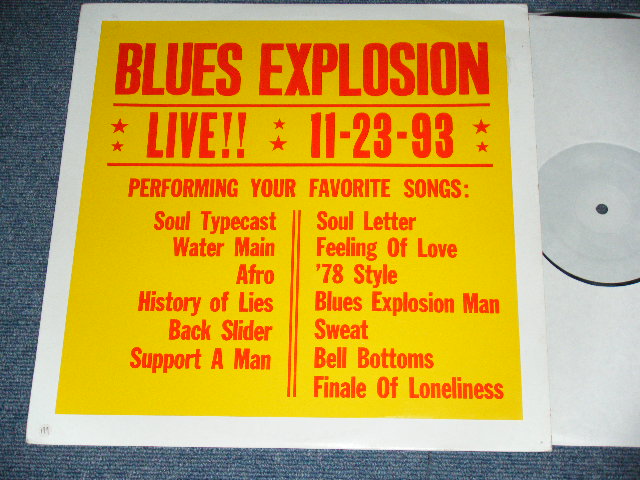 BLUES EXPLOSION
LIVE!! 11-23-93
PERFORMING YOUR FAVORITE SONGS:
Soul Typecast
Water Main
Afro
History of Lies
Back Slider
Support A Man
Soul Letter
Feeling Of Love
'78 Style
Blues Explosion Man
Sweat
Bell Bottoms
Finale Of Loneliness